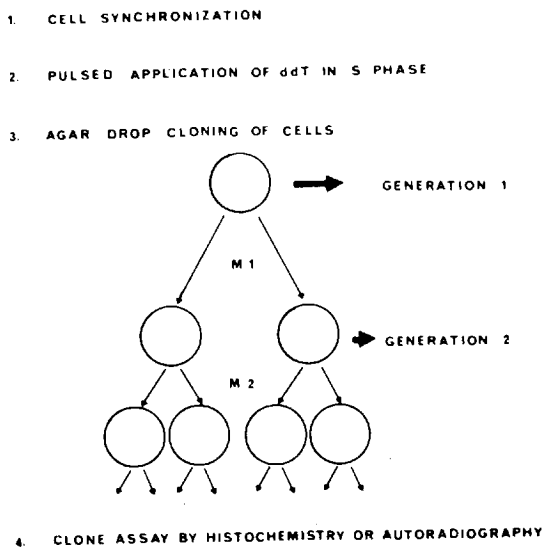 1. CELL SYNCHRONIZATION
2. PULSED APPLICATION OF ddT IN S PHASE
3. AGAR DROP CLONING OF CELLS
GENERATION 1
M 1
GENERATION 2
M 2
4. CLONE ASSAY BY HISTOCHEMISTRY OR AUTORADIOGRAPHY